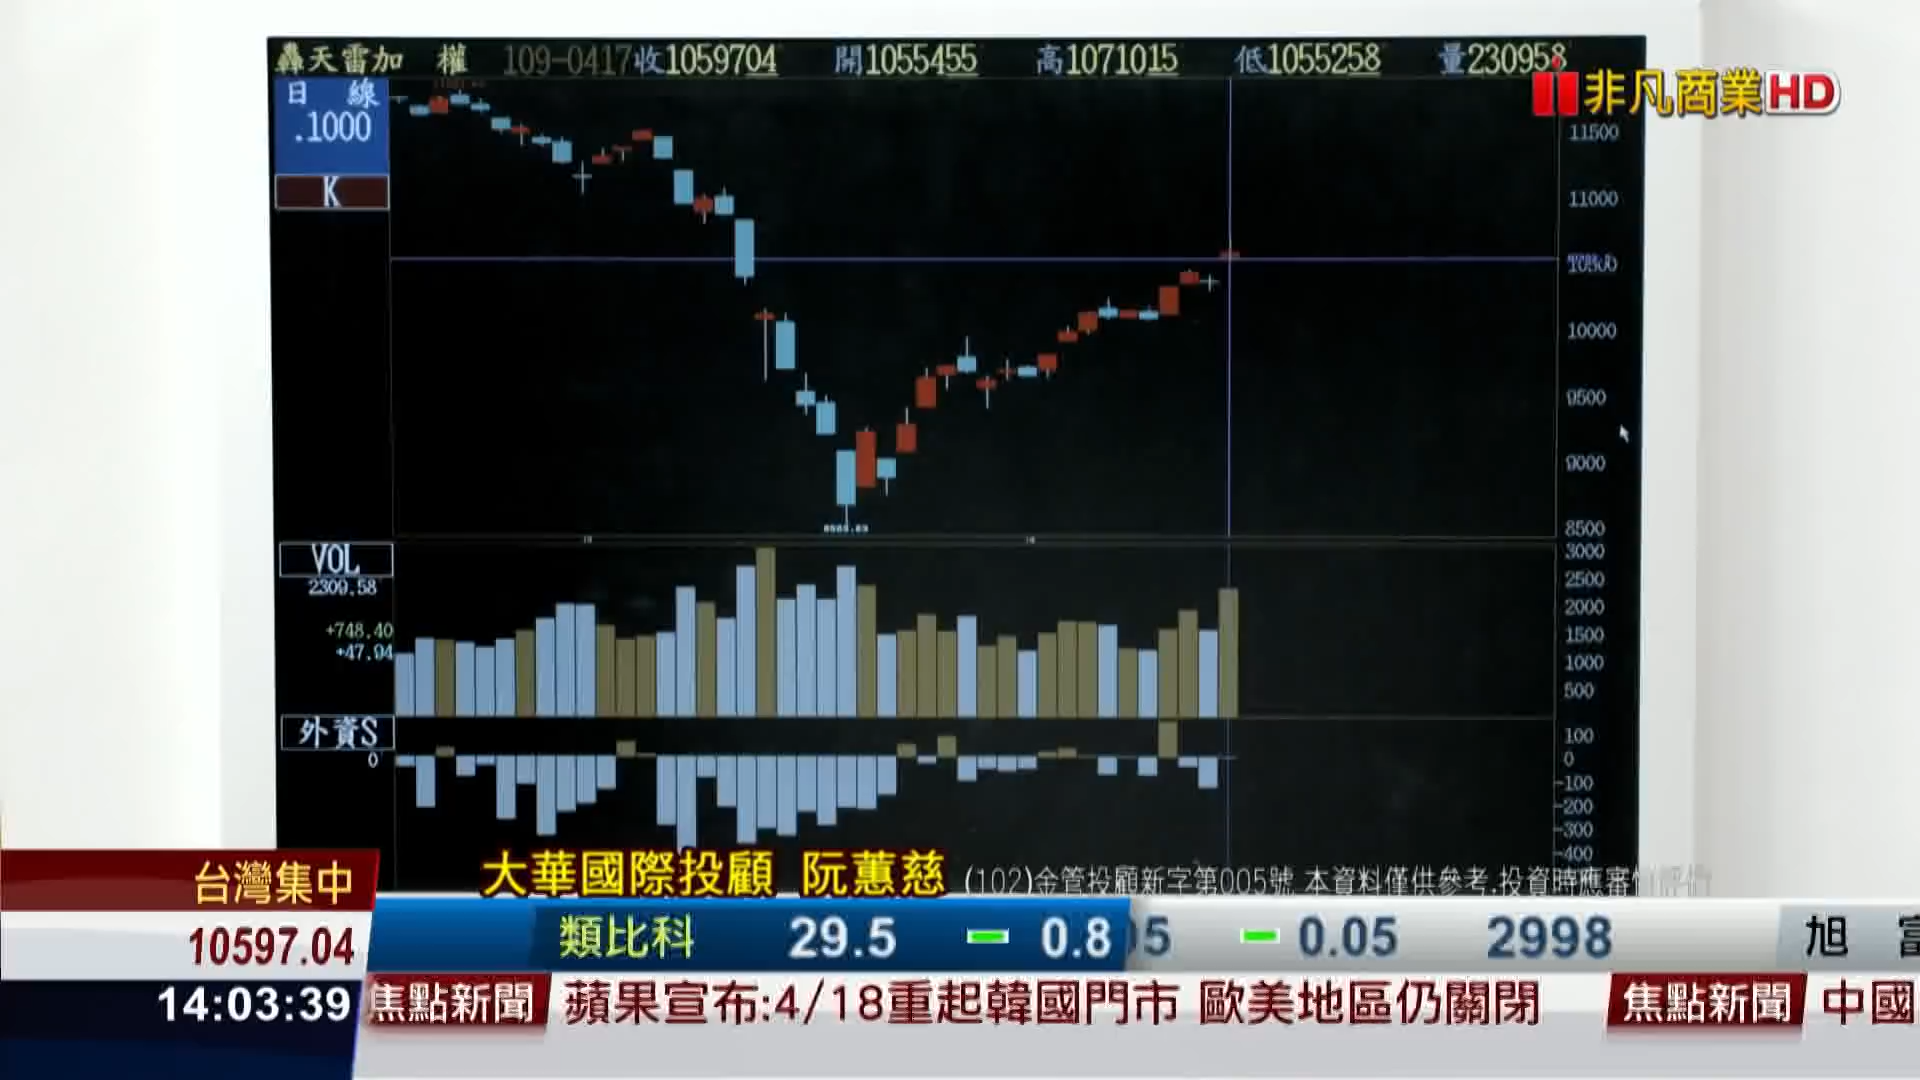 轟天雷加 權 109-0417收1059704 開1055455 高1071015 低1055258 量230958
非凡商業HD
日 線
.1000
K
11500
11000
10500
10000
9500
9000
8500
VOL
2309.58
+748.40
+47.94
3000
2500
2000
1500
1000
500
外資S
0
100
0
-100
-200
-300
-400
大華國際投顧 阮蕙慈 (102)金管投顧新字第005號 本資料僅供參考,投資時應審慎評估
台灣集中
10597.04
14:03:39
類比科 29.5 0.8 5 0.05 2998 旭 富
焦點新聞 蘋果宣布:4/18重起韓國門市 歐美地區仍關閉 焦點新聞 中國